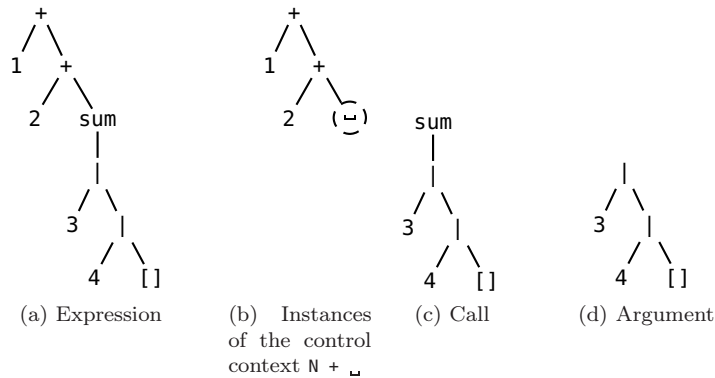 + +
1 + 1 +
2 sum 2 ␣
sum
| | |
3 | 3 | 3 |
4 [] 4 [] 4 []
(a) Expression (b) Instances (c) Call (d) Argument
of the control
context N + ␣